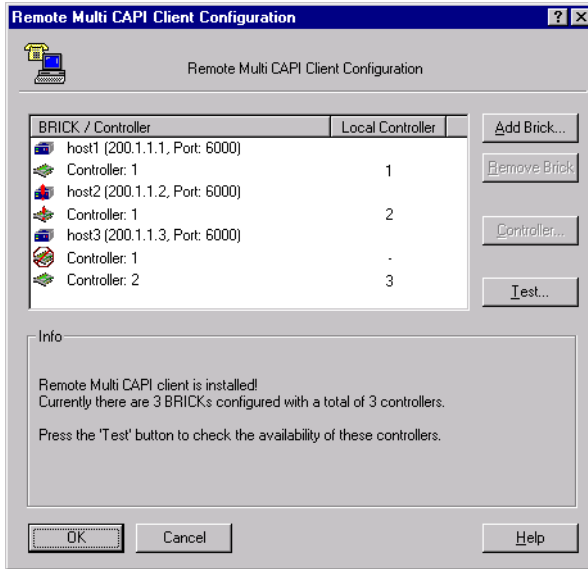 Remote Multi CAPI Client Configuration
Remote Multi CAPI Client Configuration
BRICK / Controller Local Controller
host1 (200.1.1.1, Port: 6000)
Controller: 1 1
host2 (200.1.1.2, Port: 6000)
Controller: 1 2
host3 (200.1.1.3, Port: 6000)
Controller: 1 -
Controller: 2 3
Add Brick...
Remove Brick
Controller...
Test...
Info
Remote Multi CAPI client is installed!
Currently there are 3 BRICKs configured with a total of 3 controllers.
Press the 'Test' button to check the availability of these controllers.
OK Cancel Help